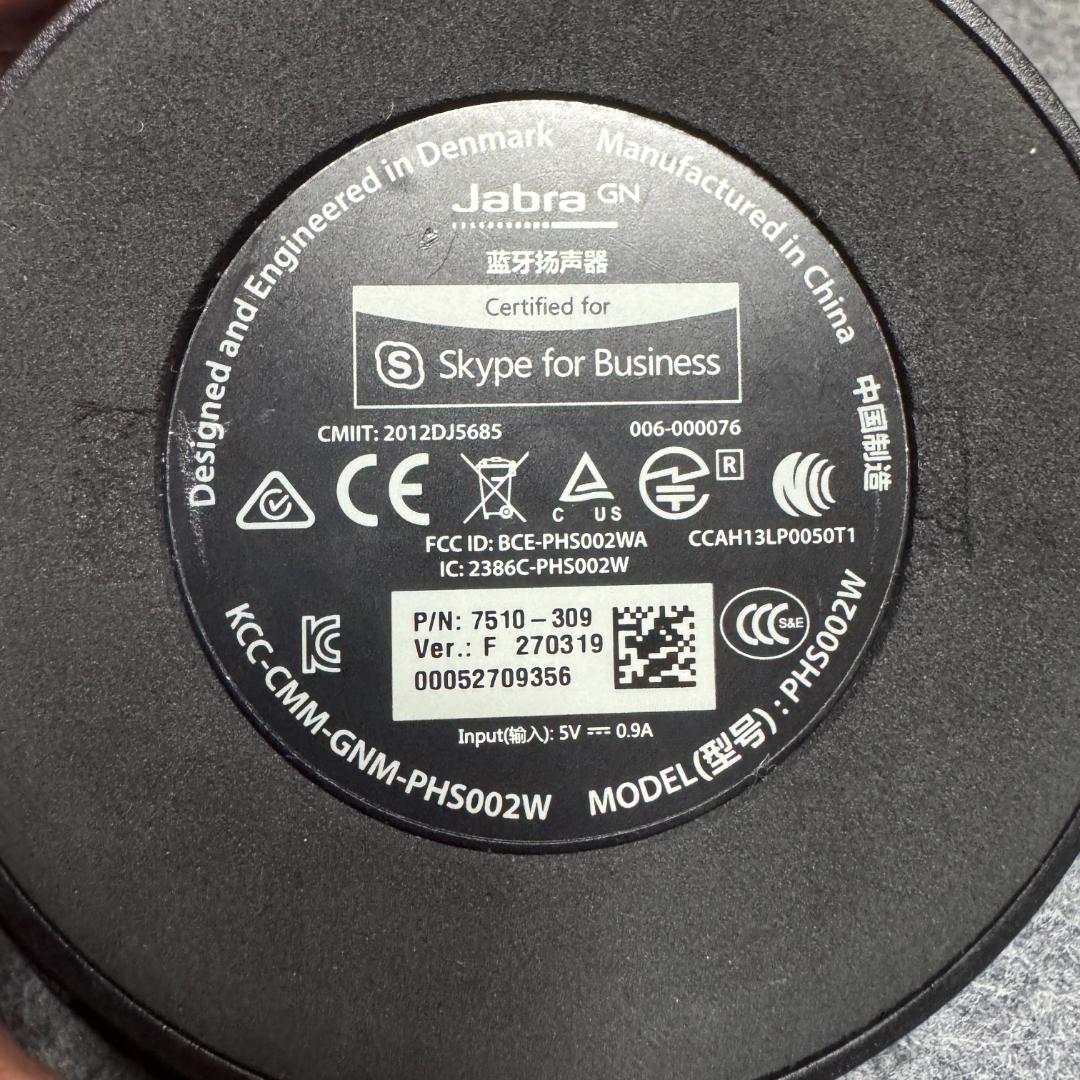 Designed and Engineered in Denmark
Manufactured in China
中国制造
Jabra GN
蓝牙扬声器
Certified for
S Skype for Business
CMIIT: 2012DJ5685
006-000076
CE
R
C US
FCC ID: BCE-PHS002WA
CCAH13LP0050T1
IC: 2386C-PHS002W
P/N: 7510-309
Ver.: F 270319
00052709356
CCC S&E
Input(输入): 5V 0.9A
KCC-CMM-GNM-PHS002W
MODEL(型号): PHS002W